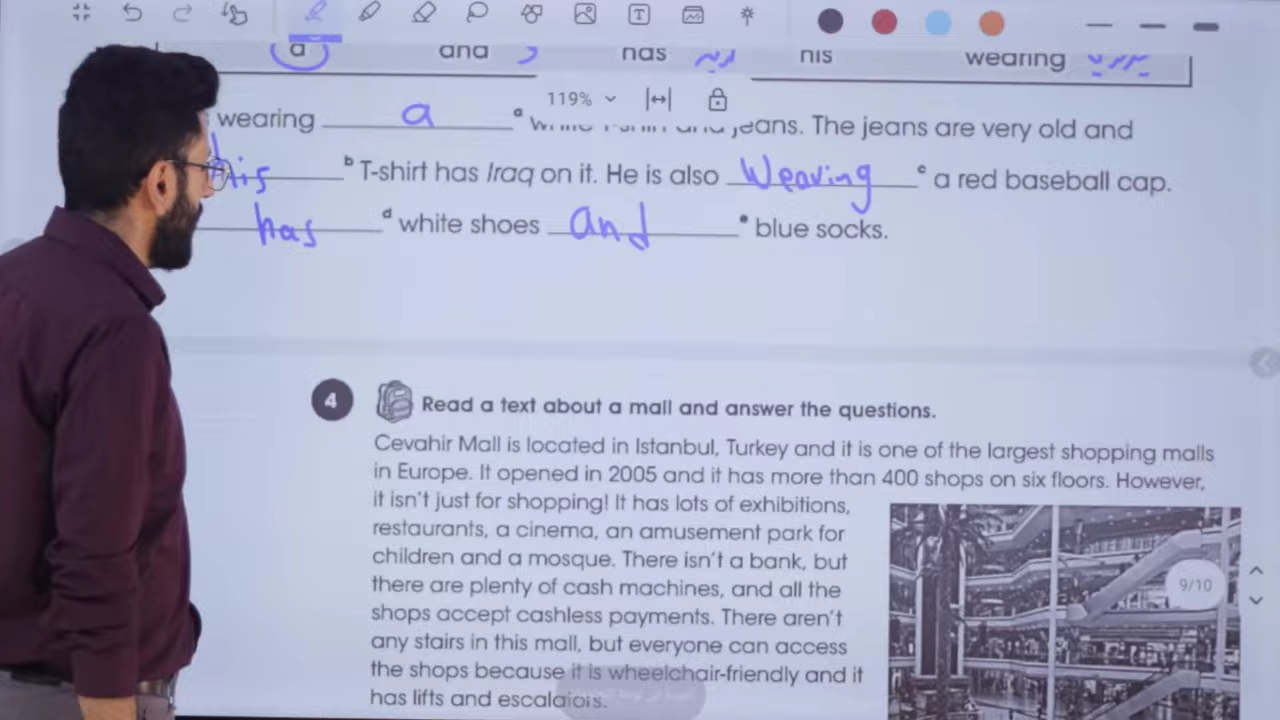 a and و has his wearing
wearing a a jeans. The jeans are very old and
his b T-shirt has Iraq on it. He is also Wearing c a red baseball cap.
has d white shoes and e blue socks.
119%
4 Read a text about a mall and answer the questions.
Cevahir Mall is located in Istanbul, Turkey and it is one of the largest shopping malls
in Europe. It opened in 2005 and it has more than 400 shops on six floors. However,
it isn't just for shopping! It has lots of exhibitions,
restaurants, a cinema, an amusement park for
children and a mosque. There isn't a bank, but
there are plenty of cash machines, and all the
shops accept cashless payments. There aren't
any stairs in this mall, but everyone can access
the shops because it is wheelchair-friendly and it
has lifts and escalators.
9/10